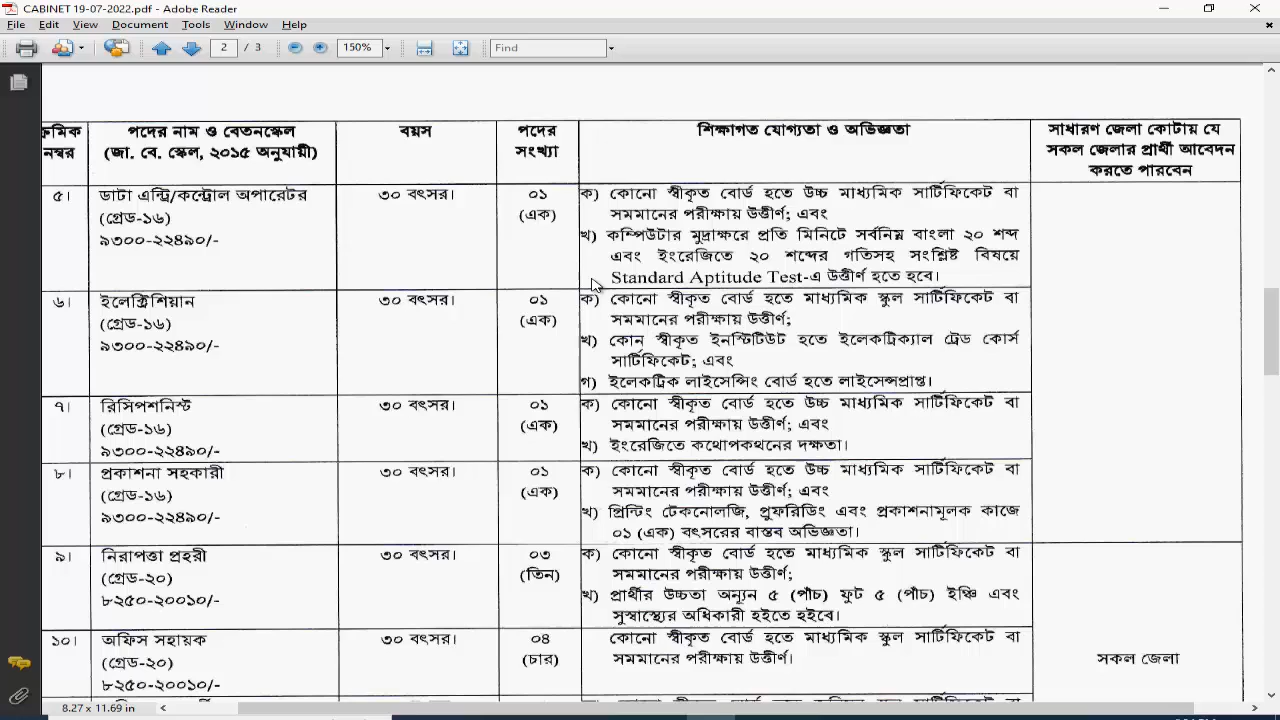 CABINET 19-07-2022.pdf - Adobe Reader
File Edit View Document Tools Window Help
2 / 3 150% Find
ক্রমিক নম্বর
পদের নাম ও বেতনস্কেল
(জা. বে. স্কেল, ২০১৫ অনুযায়ী)
বয়স
পদের
সংখ্যা
শিক্ষাগত যোগ্যতা ও অভিজ্ঞতা
সাধারণ জেলা কোটায় যে
সকল জেলার প্রার্থী আবেদন
করতে পারবেন
৫। ডাটা এন্ট্রি/কন্ট্রোল অপারেটর
(গ্রেড-১৬)
৯৩০০-২২৪৯০/-
৩০ বৎসর।
০১
(এক)
ক) কোনো স্বীকৃত বোর্ড হতে উচ্চ মাধ্যমিক সার্টিফিকেট বা
সমমানের পরীক্ষায় উত্তীর্ণ; এবং
খ) কম্পিউটার মুদ্রাক্ষরে প্রতি মিনিটে সর্বনিম্ন বাংলা ২০ শব্দ
এবং ইংরেজিতে ২০ শব্দের গতিসহ সংশ্লিষ্ট বিষয়ে
Standard Aptitude Test-এ উত্তীর্ণ হতে হবে।
৬। ইলেক্ট্রিশিয়ান
(গ্রেড-১৬)
৯৩০০-২২৪৯০/-
৩০ বৎসর।
০১
(এক)
ক) কোনো স্বীকৃত বোর্ড হতে মাধ্যমিক স্কুল সার্টিফিকেট বা
সমমানের পরীক্ষায় উত্তীর্ণ;
খ) কোন স্বীকৃত ইনস্টিটিউট হতে ইলেকট্রিক্যাল ট্রেড কোর্স
সার্টিফিকেট; এবং
গ) ইলেকট্রিক লাইসেন্সিং বোর্ড হতে লাইসেন্সপ্রাপ্ত।
৭। রিসিপশনিস্ট
(গ্রেড-১৬)
৯৩০০-২২৪৯০/-
৩০ বৎসর।
০১
(এক)
ক) কোনো স্বীকৃত বোর্ড হতে উচ্চ মাধ্যমিক সার্টিফিকেট বা
সমমানের পরীক্ষায় উত্তীর্ণ; এবং
খ) ইংরেজিতে কথোপকথনের দক্ষতা।
৮। প্রকাশনা সহকারী
(গ্রেড-১৬)
৯৩০০-২২৪৯০/-
৩০ বৎসর।
০১
(এক)
ক) কোনো স্বীকৃত বোর্ড হতে উচ্চ মাধ্যমিক সার্টিফিকেট বা
সমমানের পরীক্ষায় উত্তীর্ণ; এবং
খ) প্রিন্টিং টেকনোলজি, প্রুফরিডিং এবং প্রকাশনামূলক কাজে
০১ (এক) বৎসরের বাস্তব অভিজ্ঞতা।
৯। নিরাপত্তা প্রহরী
(গ্রেড-২০)
৮২৫০-২০০১০/-
৩০ বৎসর।
০৩
(তিন)
ক) কোনো স্বীকৃত বোর্ড হতে মাধ্যমিক স্কুল সার্টিফিকেট বা
সমমানের পরীক্ষায় উত্তীর্ণ;
খ) প্রার্থীর উচ্চতা অন্যূন ৫ (পাঁচ) ফুট ৫ (পাঁচ) ইঞ্চি এবং
সুস্বাস্থ্যের অধিকারী হইতে হইবে।
১০। অফিস সহায়ক
(গ্রেড-২০)
৮২৫০-২০০১০/-
৩০ বৎসর।
০৪
(চার)
কোনো স্বীকৃত বোর্ড হতে মাধ্যমিক স্কুল সার্টিফিকেট বা
সমমানের পরীক্ষায় উত্তীর্ণ।
সকল জেলা
8.27 x 11.69 in